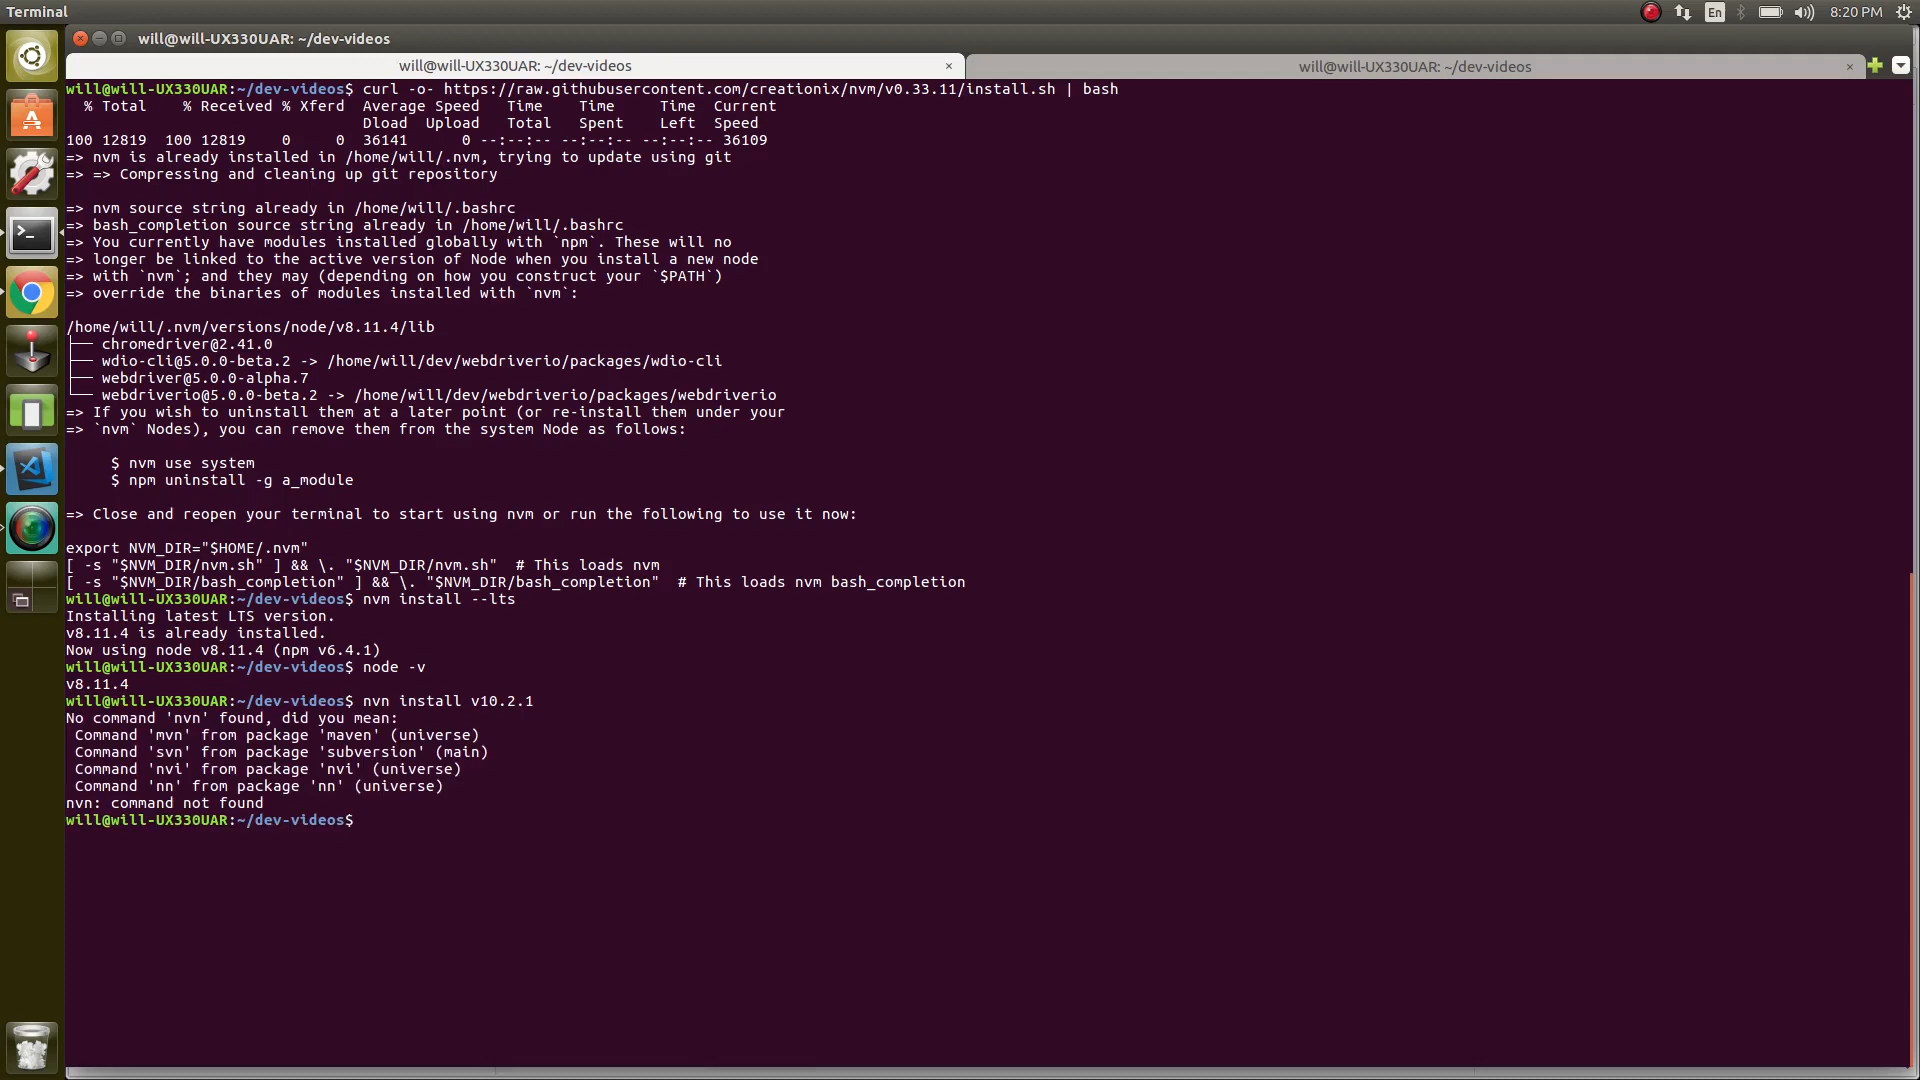 Terminal
En
8:20 PM
will@will-UX330UAR: ~/dev-videos
will@will-UX330UAR: ~/dev-videos ×
will@will-UX330UAR: ~/dev-videos ×
will@will-UX330UAR:~/dev-videos$ curl -o- https://raw.githubusercontent.com/creationix/nvm/v0.33.11/install.sh | bash
% Total % Received % Xferd Average Speed Time Time Time Current
Dload Upload Total Spent Left Speed
100 12819 100 12819 0 0 36141 0 --:--:-- --:--:-- --:--:-- 36109
=> nvm is already installed in /home/will/.nvm, trying to update using git
=> => Compressing and cleaning up git repository
=> nvm source string already in /home/will/.bashrc
=> bash_completion source string already in /home/will/.bashrc
=> You currently have modules installed globally with `npm`. These will no
=> longer be linked to the active version of Node when you install a new node
=> with `nvm`; and they may (depending on how you construct your `$PATH`)
=> override the binaries of modules installed with `nvm`:
/home/will/.nvm/versions/node/v8.11.4/lib
├── chromedriver@2.41.0
├── wdio-cli@5.0.0-beta.2 -> /home/will/dev/webdriverio/packages/wdio-cli
├── webdriver@5.0.0-alpha.7
└── webdriverio@5.0.0-beta.2 -> /home/will/dev/webdriverio/packages/webdriverio
=> If you wish to uninstall them at a later point (or re-install them under your
=> `nvm` Nodes), you can remove them from the system Node as follows:
$ nvm use system
$ npm uninstall -g a_module
=> Close and reopen your terminal to start using nvm or run the following to use it now:
export NVM_DIR="$HOME/.nvm"
[ -s "$NVM_DIR/nvm.sh" ] && \. "$NVM_DIR/nvm.sh"  # This loads nvm
[ -s "$NVM_DIR/bash_completion" ] && \. "$NVM_DIR/bash_completion"  # This loads nvm bash_completion
will@will-UX330UAR:~/dev-videos$ nvm install --lts
Installing latest LTS version.
v8.11.4 is already installed.
Now using node v8.11.4 (npm v6.4.1)
will@will-UX330UAR:~/dev-videos$ node -v
v8.11.4
will@will-UX330UAR:~/dev-videos$ nvn install v10.2.1
No command 'nvn' found, did you mean:
Command 'mvn' from package 'maven' (universe)
Command 'svn' from package 'subversion' (main)
Command 'nvi' from package 'nvi' (universe)
Command 'nn' from package 'nn' (universe)
nvn: command not found
will@will-UX330UAR:~/dev-videos$